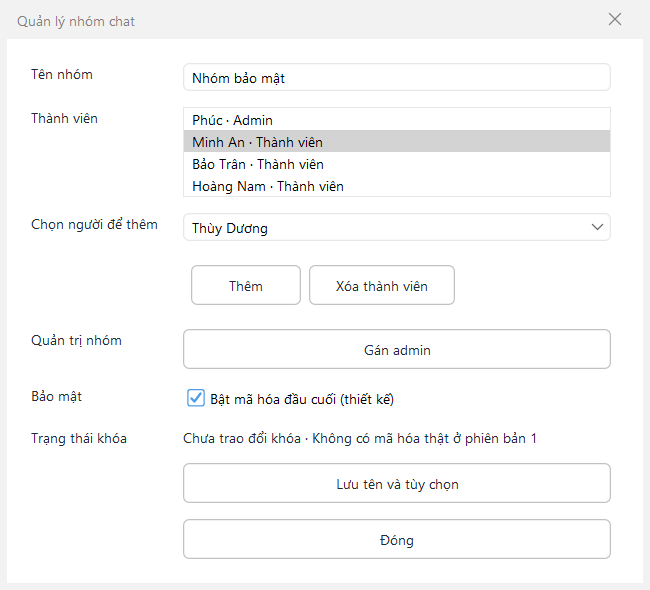 Quản lý nhóm chat
Tên nhóm
Nhóm bảo mật
Thành viên
Phúc · Admin
Minh An · Thành viên
Bảo Trân · Thành viên
Hoàng Nam · Thành viên
Chọn người để thêm
Thùy Dương
Thêm
Xóa thành viên
Quản trị nhóm
Gán admin
Bảo mật
Bật mã hóa đầu cuối (thiết kế)
Trạng thái khóa
Chưa trao đổi khóa · Không có mã hóa thật ở phiên bản 1
Lưu tên và tùy chọn
Đóng